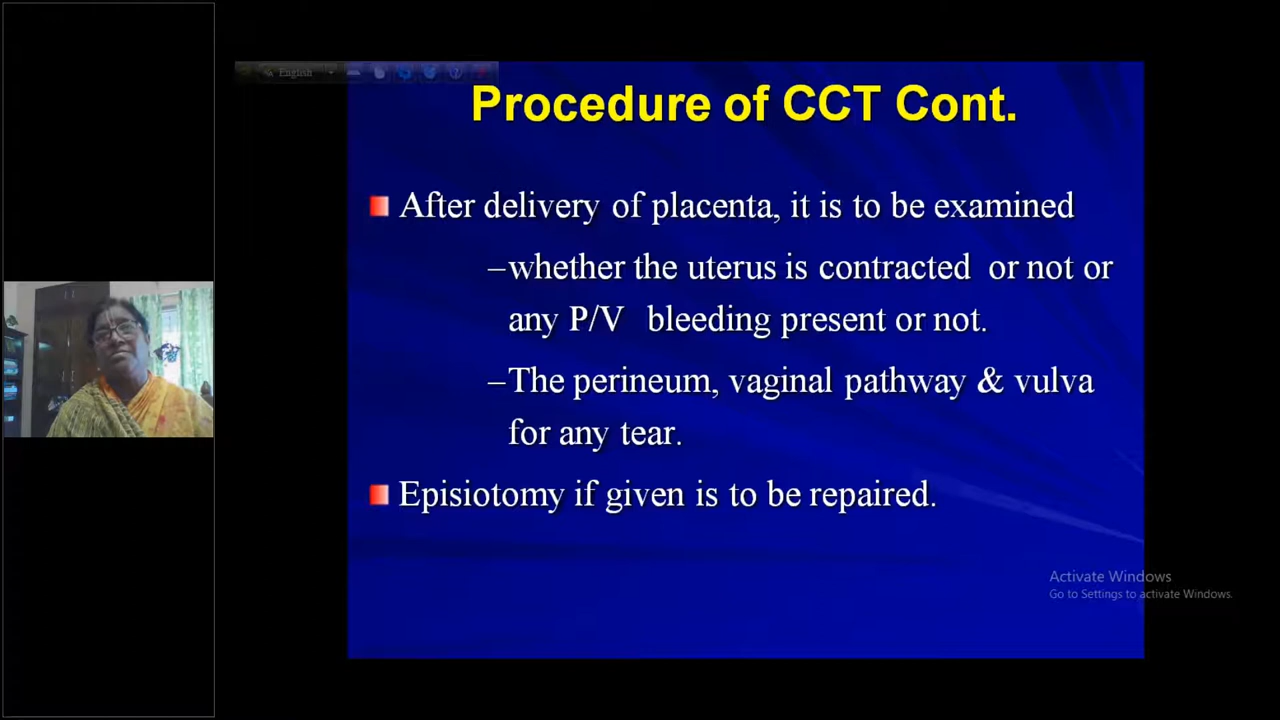 English
Procedure of CCT Cont.
After delivery of placenta, it is to be examined
–whether the uterus is contracted or not or
any P/V bleeding present or not.
–The perineum, vaginal pathway & vulva
for any tear.
Episiotomy if given is to be repaired.
Activate Windows
Go to Settings to activate Windows.